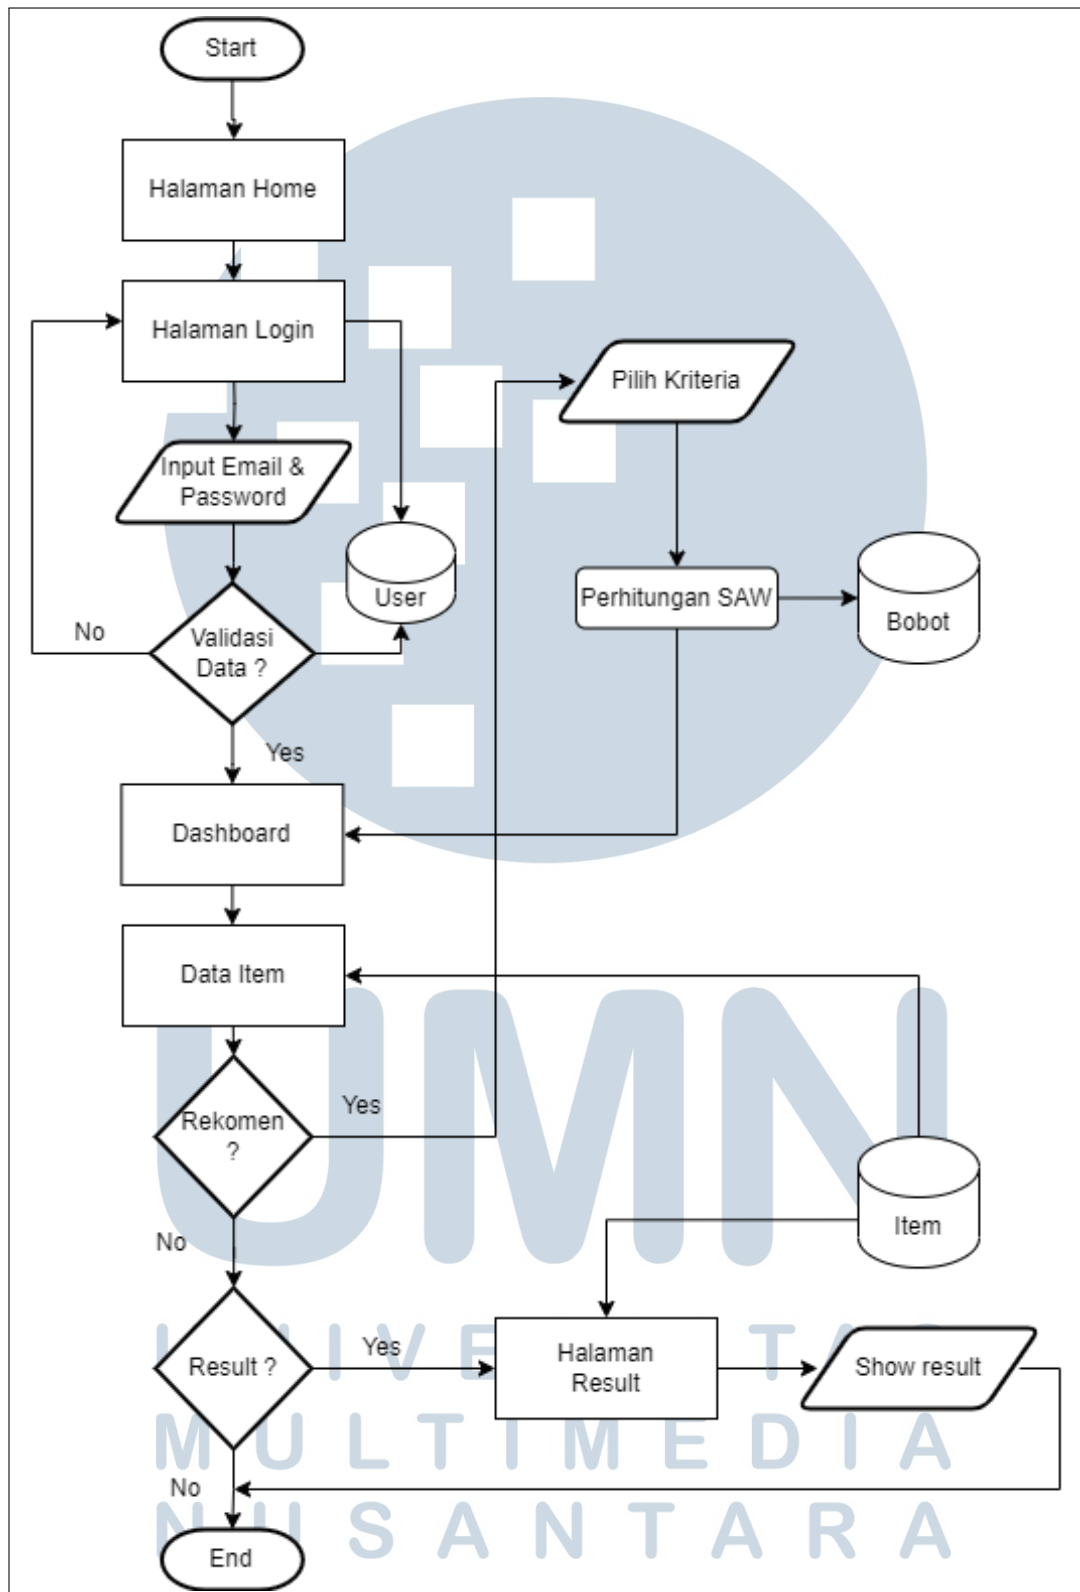 Start
Halaman Home
Halaman Login
Pilih Kriteria
Input Email &
Password
User
Perhitungan SAW
Bobot
No
Validasi
Data ?
Yes
Dashboard
Data Item
Rekomen
?
Yes
Item
No
Result ?
Yes
Halaman
Result
Show result
No
End
UMN
MULTIMEDIA
NUSANTARA